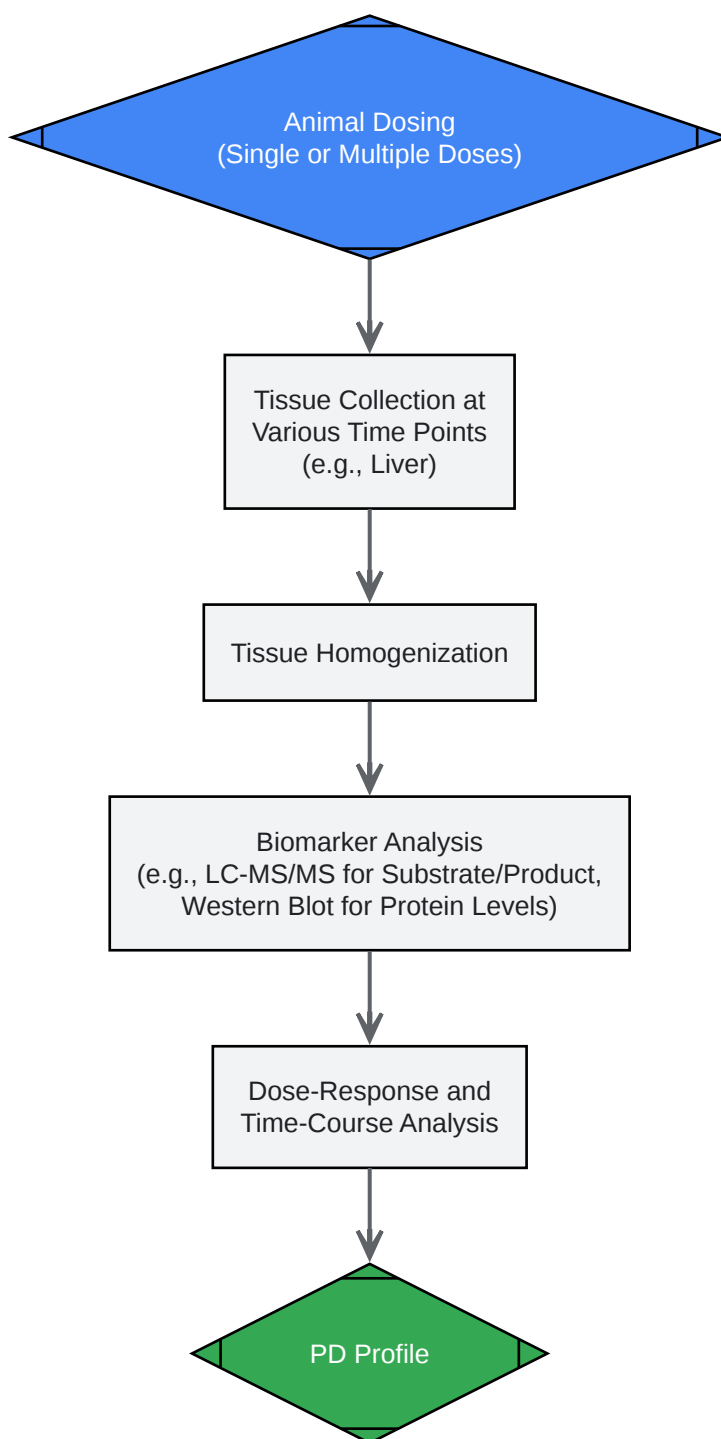 Animal Dosing
(Single or Multiple Doses)
Tissue Collection at
Various Time Points
(e.g., Liver)
Tissue Homogenization
Biomarker Analysis
(e.g., LC-MS/MS for Substrate/Product,
Western Blot for Protein Levels)
Dose-Response and
Time-Course Analysis
PD Profile